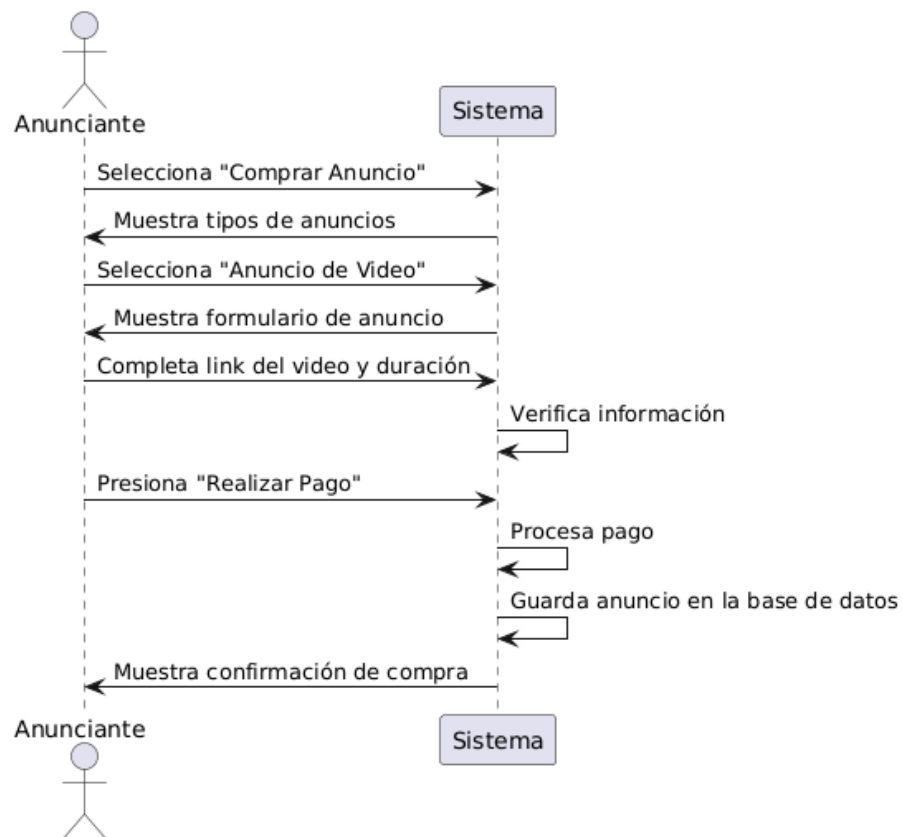 Anunciante
Sistema
Selecciona "Comprar Anuncio"
Muestra tipos de anuncios
Selecciona "Anuncio de Video"
Muestra formulario de anuncio
Completa link del video y duración
Verifica información
Presiona "Realizar Pago"
Procesa pago
Guarda anuncio en la base de datos
Muestra confirmación de compra
Anunciante
Sistema